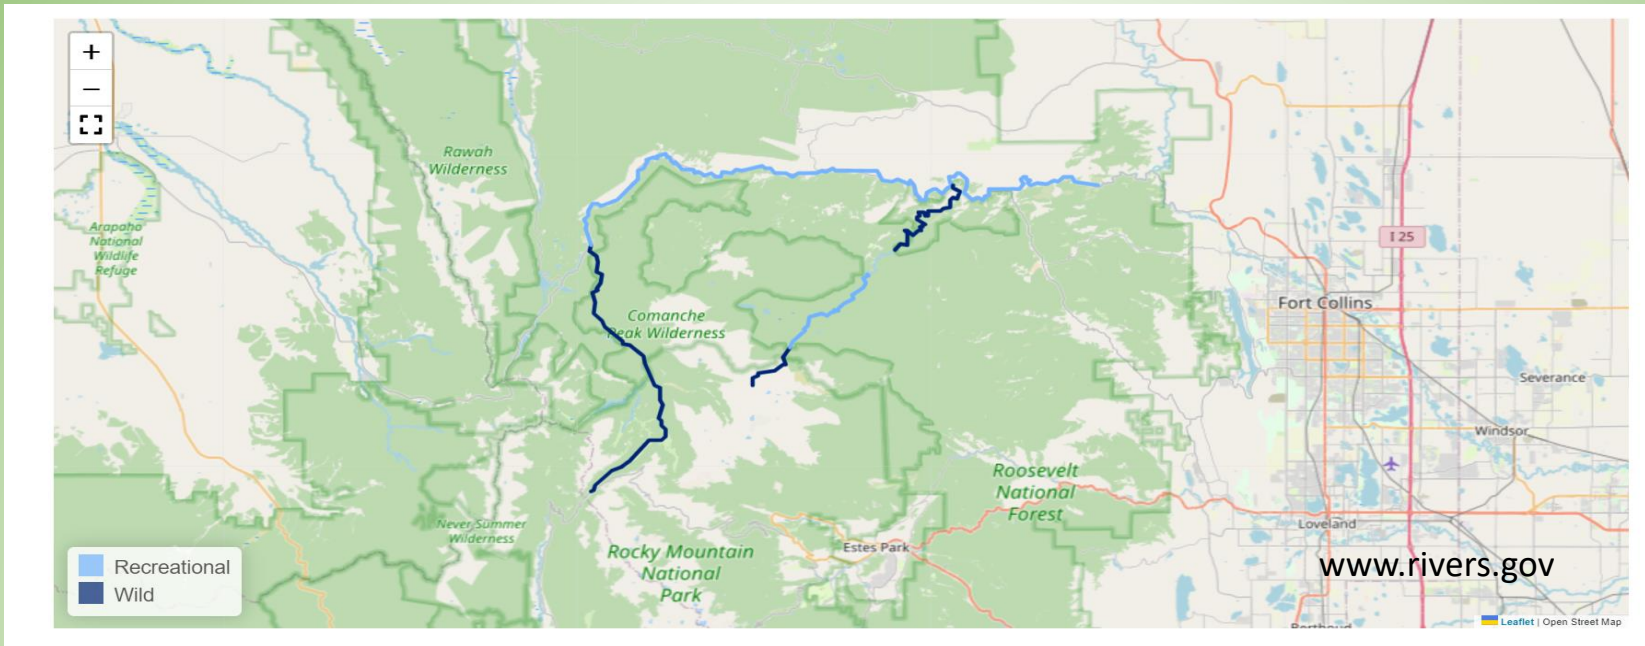 +
−
Rawah
Wilderness
Arapaho
National
Wildlife
Refuge
I 25
Fort Collins
Comanche
Peak Wilderness
Severance
Windsor
Roosevelt
National
Forest
Never Summer
Wilderness
Loveland
Rocky Mountain
National
Park
Estes Park
www.rivers.gov
Recreational
Wild
Berthoud
Leaflet | Open Street Map